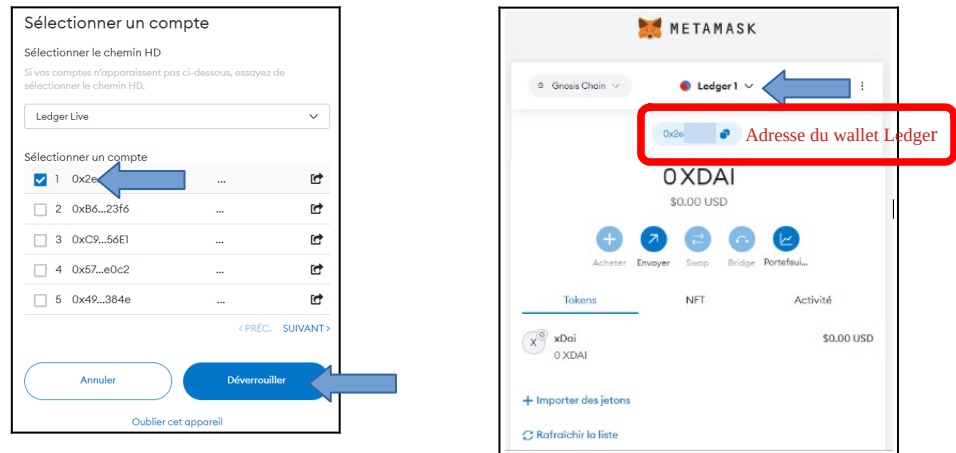 Sélectionner un compte
Sélectionner le chemin HD
Si vos comptes n'apparaissent pas ci-dessous, essayez de
sélectionner le chemin HD.
Ledger Live
Sélectionner un compte
1 0x2e ...
2 0xB6...23f6 ...
3 0xC9...56E1 ...
4 0x57...e0c2 ...
5 0x49...384e ...
< PRÉC. SUIVANT >
Annuler Déverrouiller
Oublier cet appareil
METAMASK
G Gnosis Chain Ledger 1
0x2e Adresse du wallet Ledger
0 XDAI
$0.00 USD
Acheter Envoyer Swap Bridge Portefeui...
Tokens NFT Activité
X G xDai $0.00 USD
0 XDAI
+ Importer des jetons
Rafraîchir la liste